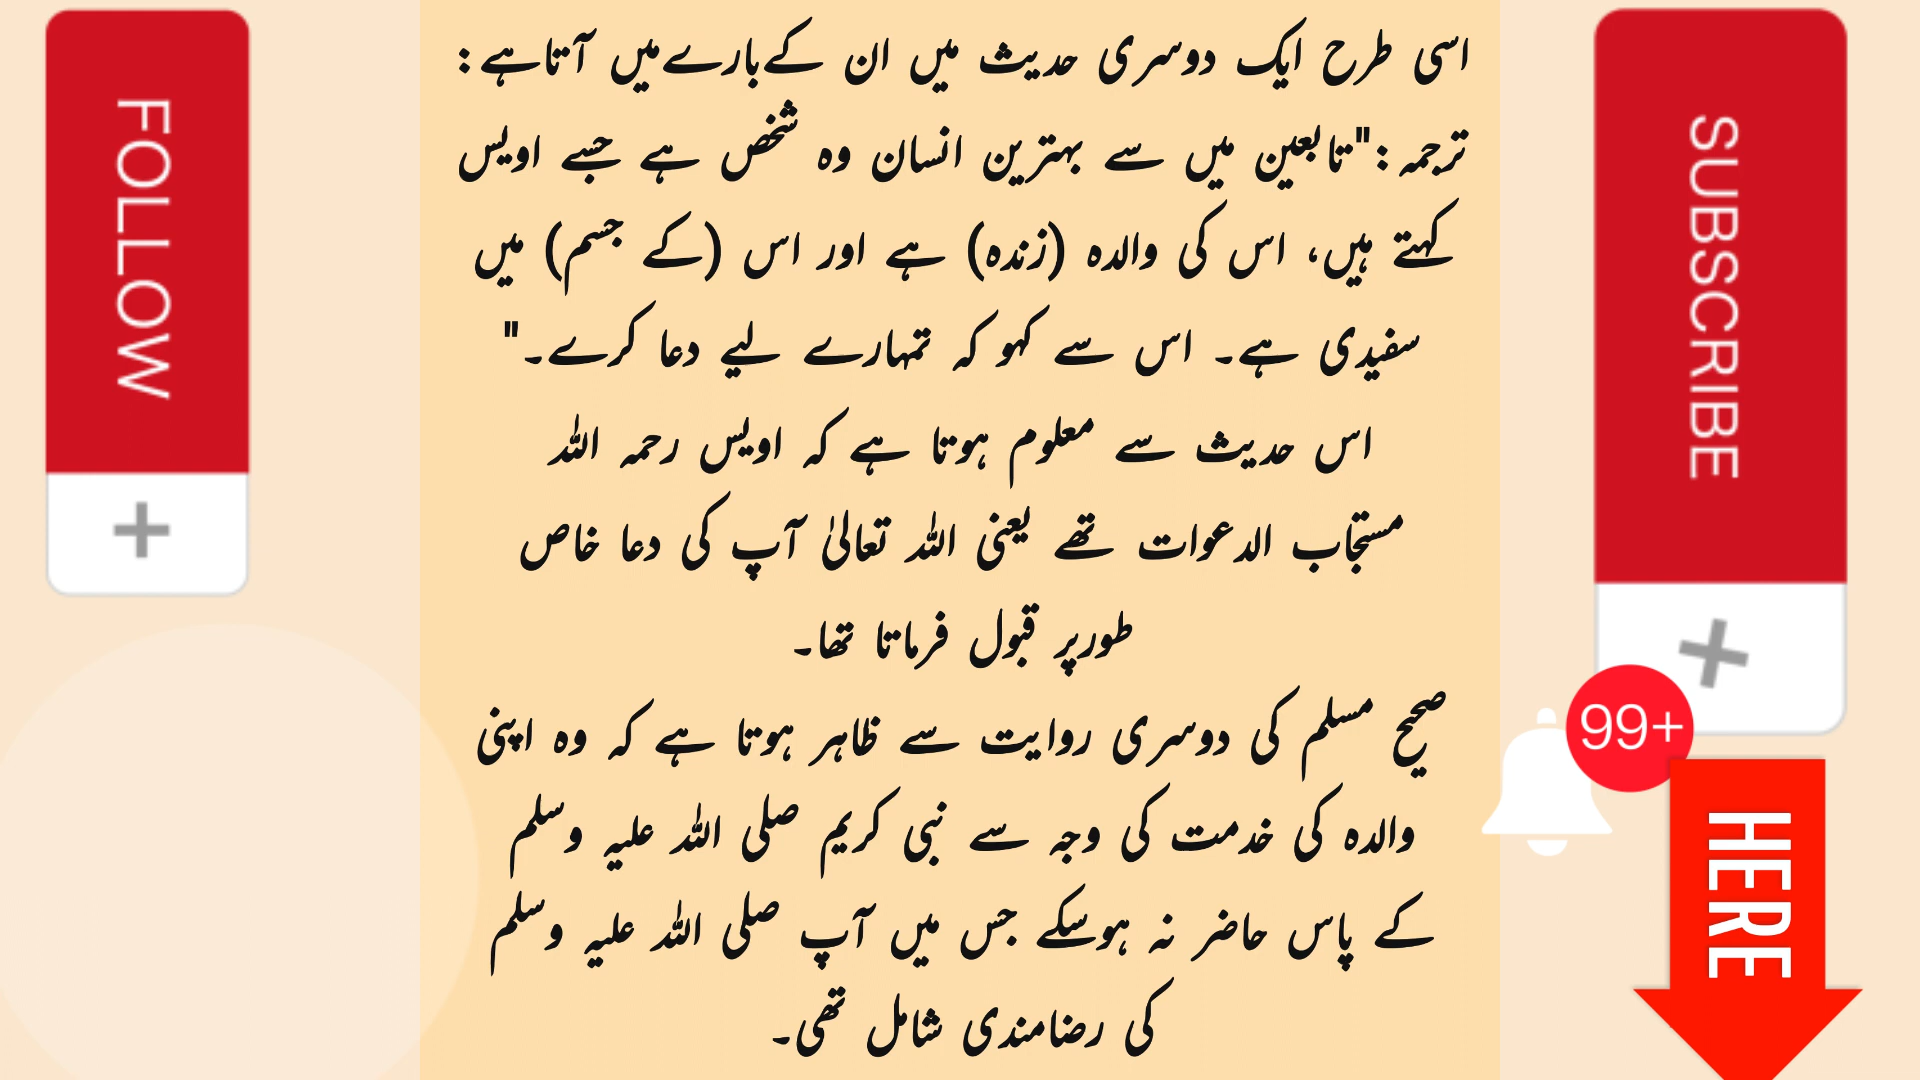 اسی طرح ایک دوسری حدیث میں ان کےبارےمیں آتاہے:
ترجمہ:"تابعین میں سے بہترین انسان وہ شخص ہے جسے اویس
کہتے ہیں، اس کی والدہ (زندہ) ہے اور اس (کے جسم) میں
سفیدی ہے۔ اس سے کہو کہ تمہارے لیے دعا کرے۔"
اس حدیث سے معلوم ہوتا ہے کہ اویس رحمہ اللہ
مستجاب الدعوات تھے یعنی اللہ تعالیٰ آپ کی دعا خاص
طورپر قبول فرماتا تھا۔
صحیح مسلم کی دوسری روایت سے ظاہر ہوتا ہے کہ وہ اپنی
والدہ کی خدمت کی وجہ سے نبی کریم صلی اللہ علیہ وسلم
کے پاس حاضر نہ ہوسکے جس میں آپ صلی اللہ علیہ وسلم
کی رضامندی شامل تھی۔
FOLLOW
+
SUBSCRIBE
+
99+
HERE